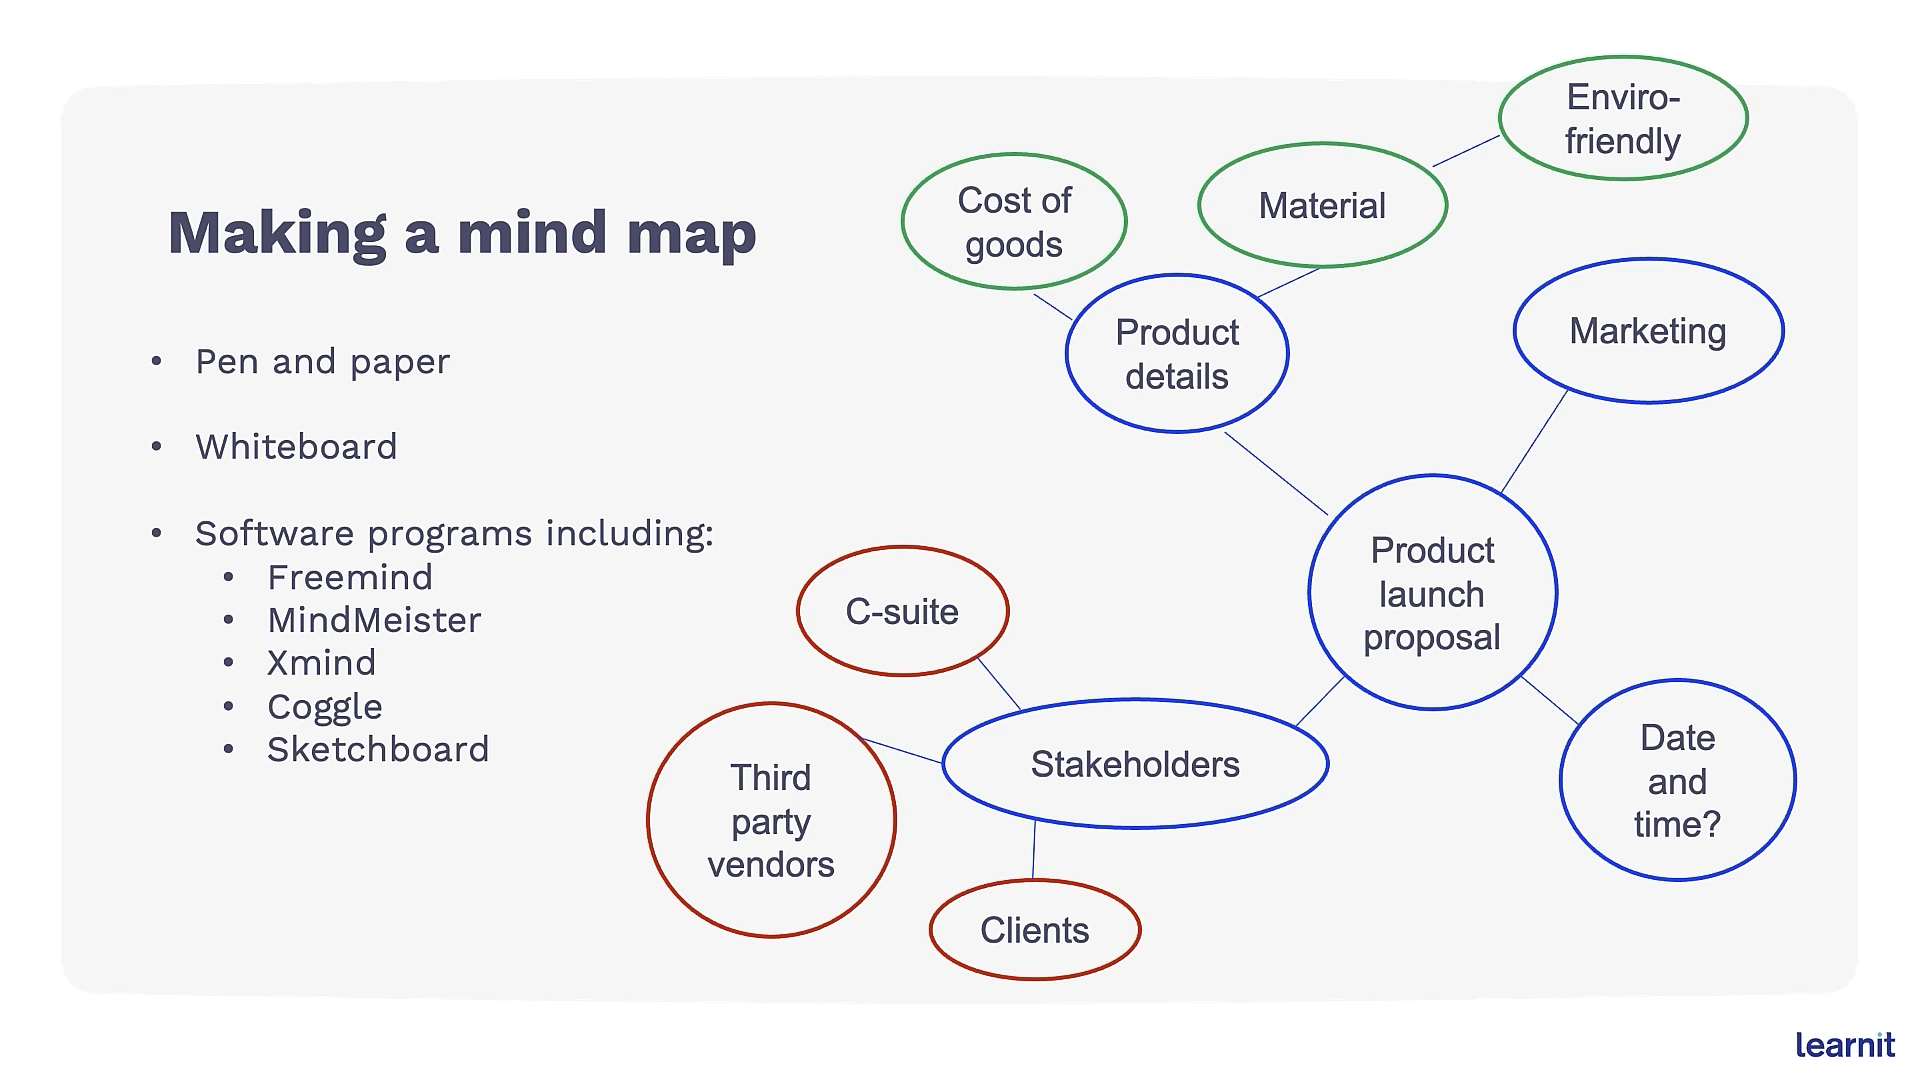 Making a mind map
• Pen and paper
• Whiteboard
• Software programs including:
• Freemind
• MindMeister
• Xmind
• Coggle
• Sketchboard
Enviro-
friendly
Cost of
goods
Material
Product
details
Marketing
Product
launch
proposal
C-suite
Stakeholders
Third
party
vendors
Date
and
time?
Clients
learnit